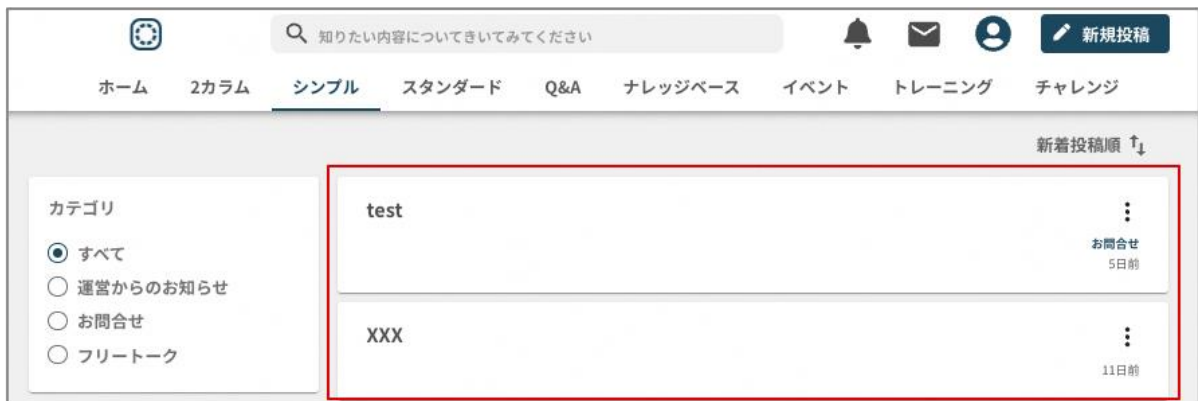 知りたい内容についてきいてみてください
新規投稿
ホーム 2カラム シンプル スタンダード Q&A ナレッジベース イベント トレーニング チャレンジ
新着投稿順
カテゴリ
すべて
運営からのお知らせ
お問合せ
フリートーク
test
お問合せ
5日前
XXX
11日前